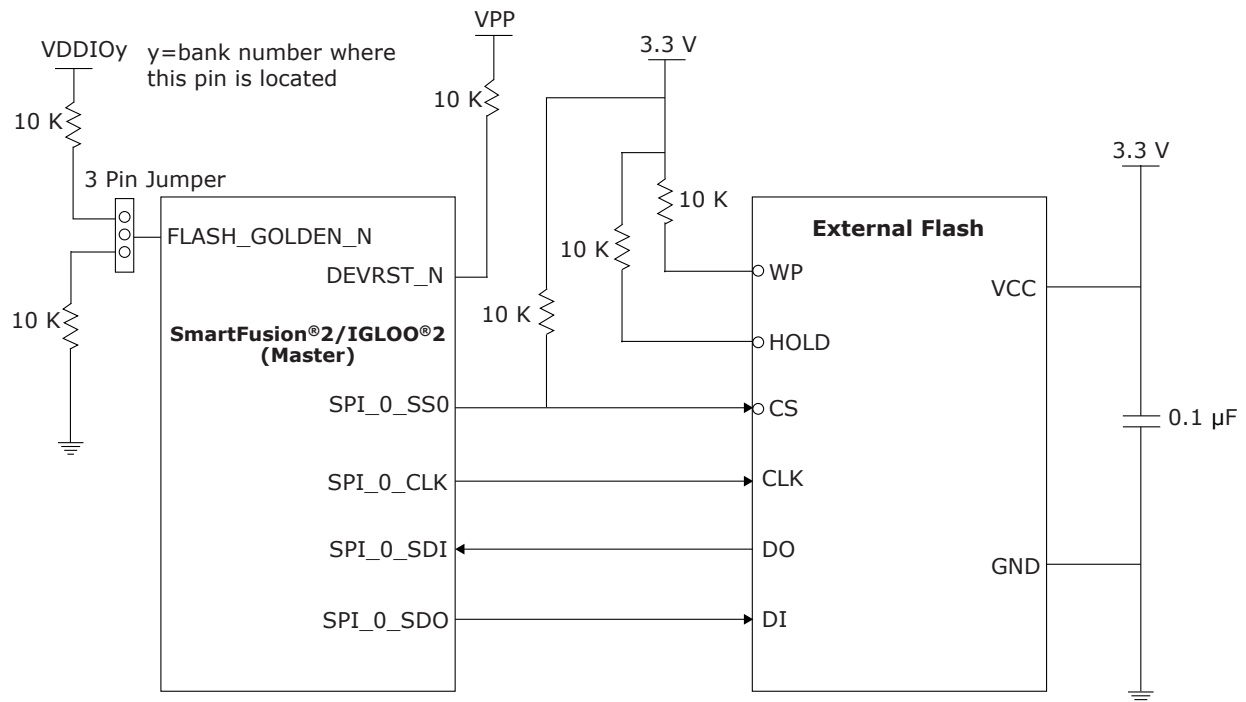 VPP
VDDIOy
y=bank number where
this pin is located
3.3 V
10 K
10 K
3.3 V
3 Pin Jumper
10 K
External Flash
FLASH_GOLDEN_N
10 K
WP
DEVRST_N
VCC
10 K
10 K
SmartFusion®2/IGLOO®2
(Master)
HOLD
SPI_0_SS0
CS
0.1 µF
SPI_0_CLK
CLK
SPI_0_SDI
DO
GND
SPI_0_SDO
DI